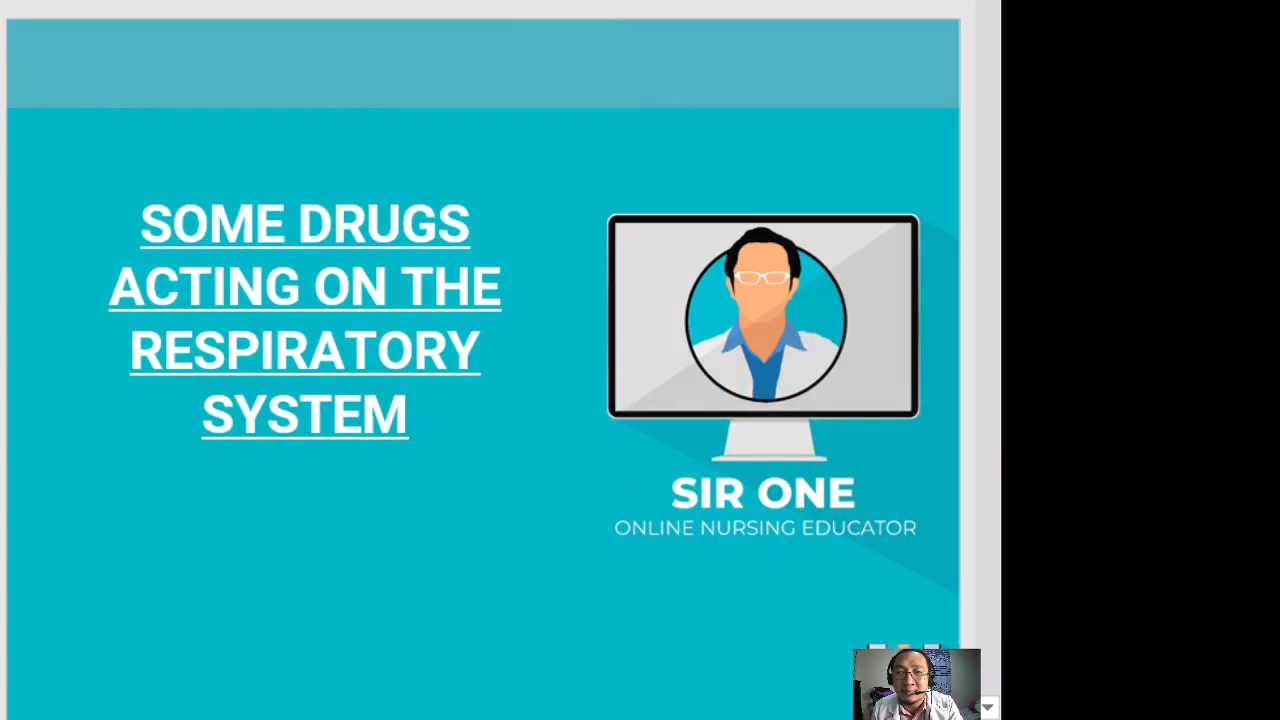 SOME DRUGS
ACTING ON THE
RESPIRATORY
SYSTEM
SIR ONE
ONLINE NURSING EDUCATOR